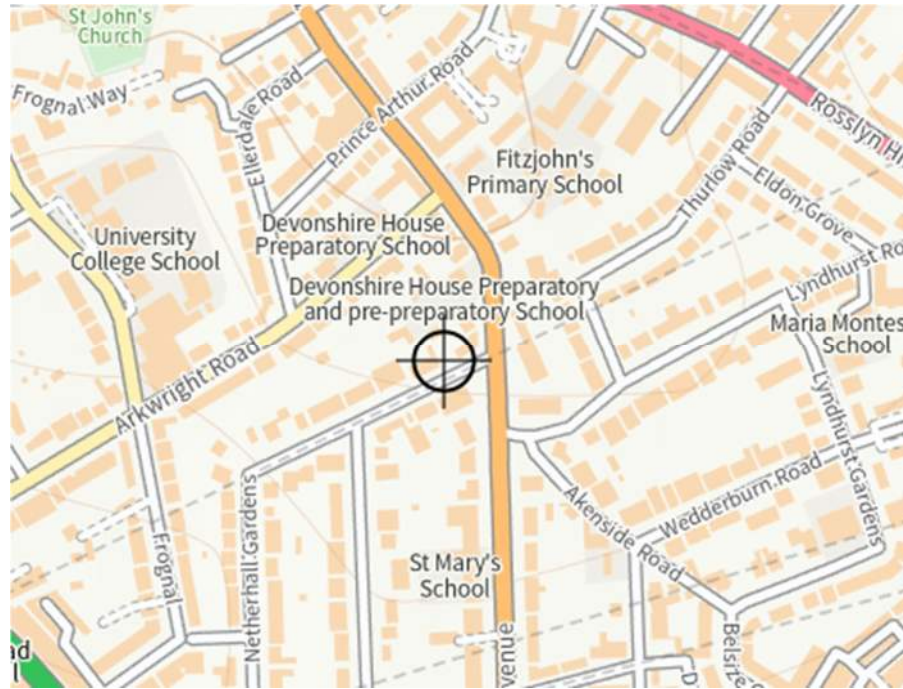 St John's
Church
Frognal Way
Ellerdale Road
Prince Arthur Road
Rosslyn H
Fitzjohn's
Primary School
Thurlow Road
Eldon Grove
University
College School
Devonshire House
Preparatory School
Devonshire House Preparatory
and pre-preparatory School
Lyndhurst Ro
Maria Montes
School
Arkwright Road
Lyndhurst Gardens
Wedderburn Road
Akenside Road
Netherhall Gardens
Frognal
St Mary's
School
venue
Belsize
D
ad
l